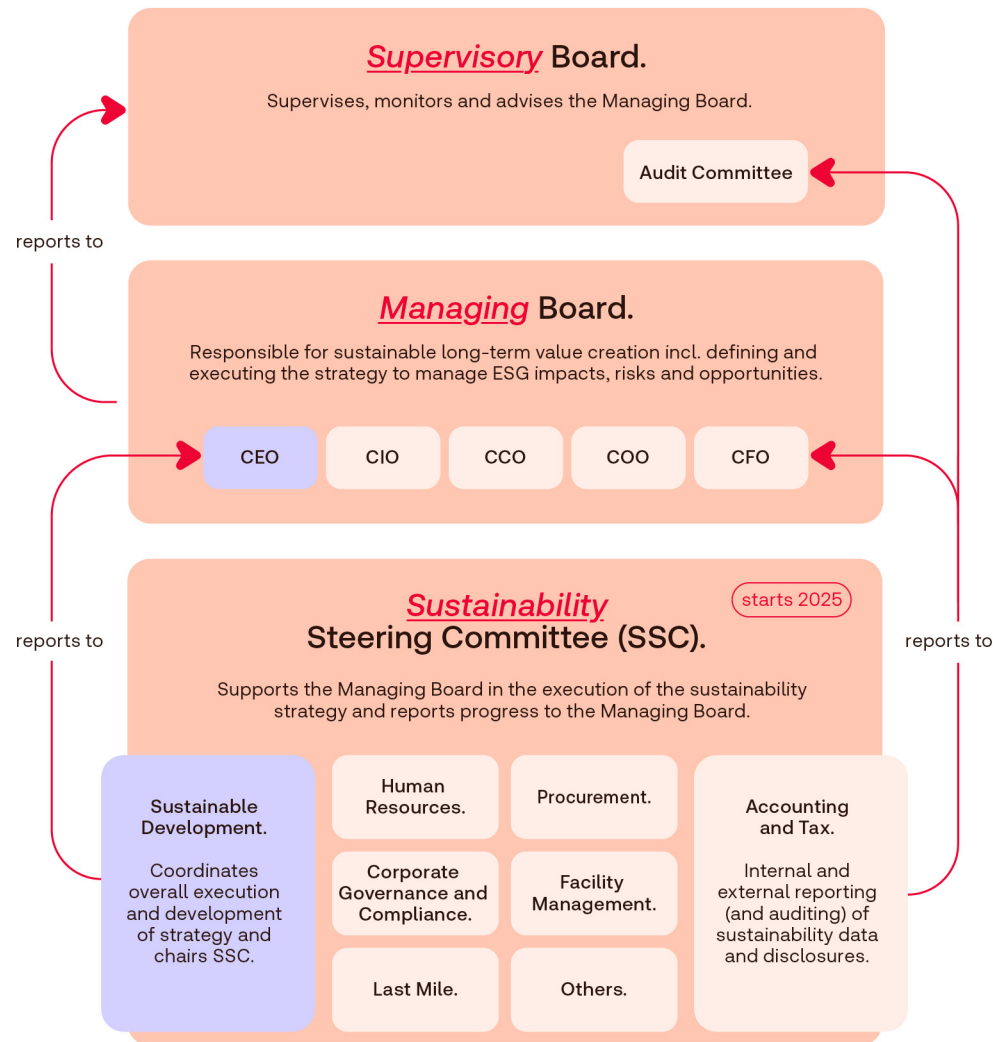 Supervisory Board.
Supervises, monitors and advises the Managing Board.
Audit Committee
reports to
Managing Board.
Responsible for sustainable long-term value creation incl. defining and
executing the strategy to manage ESG impacts, risks and opportunities.
CEO
CIO
CCO
COO
CFO
Sustainability
Steering Committee (SSC).
starts 2025
reports to
reports to
Supports the Managing Board in the execution of the sustainability
strategy and reports progress to the Managing Board.
Sustainable
Development.
Coordinates
overall execution
and development
of strategy and
chairs SSC.
Human
Resources.
Procurement.
Corporate
Governance and
Compliance.
Facility
Management.
Last Mile.
Others.
Accounting
and Tax.
Internal and
external reporting
(and auditing) of
sustainability data
and disclosures.